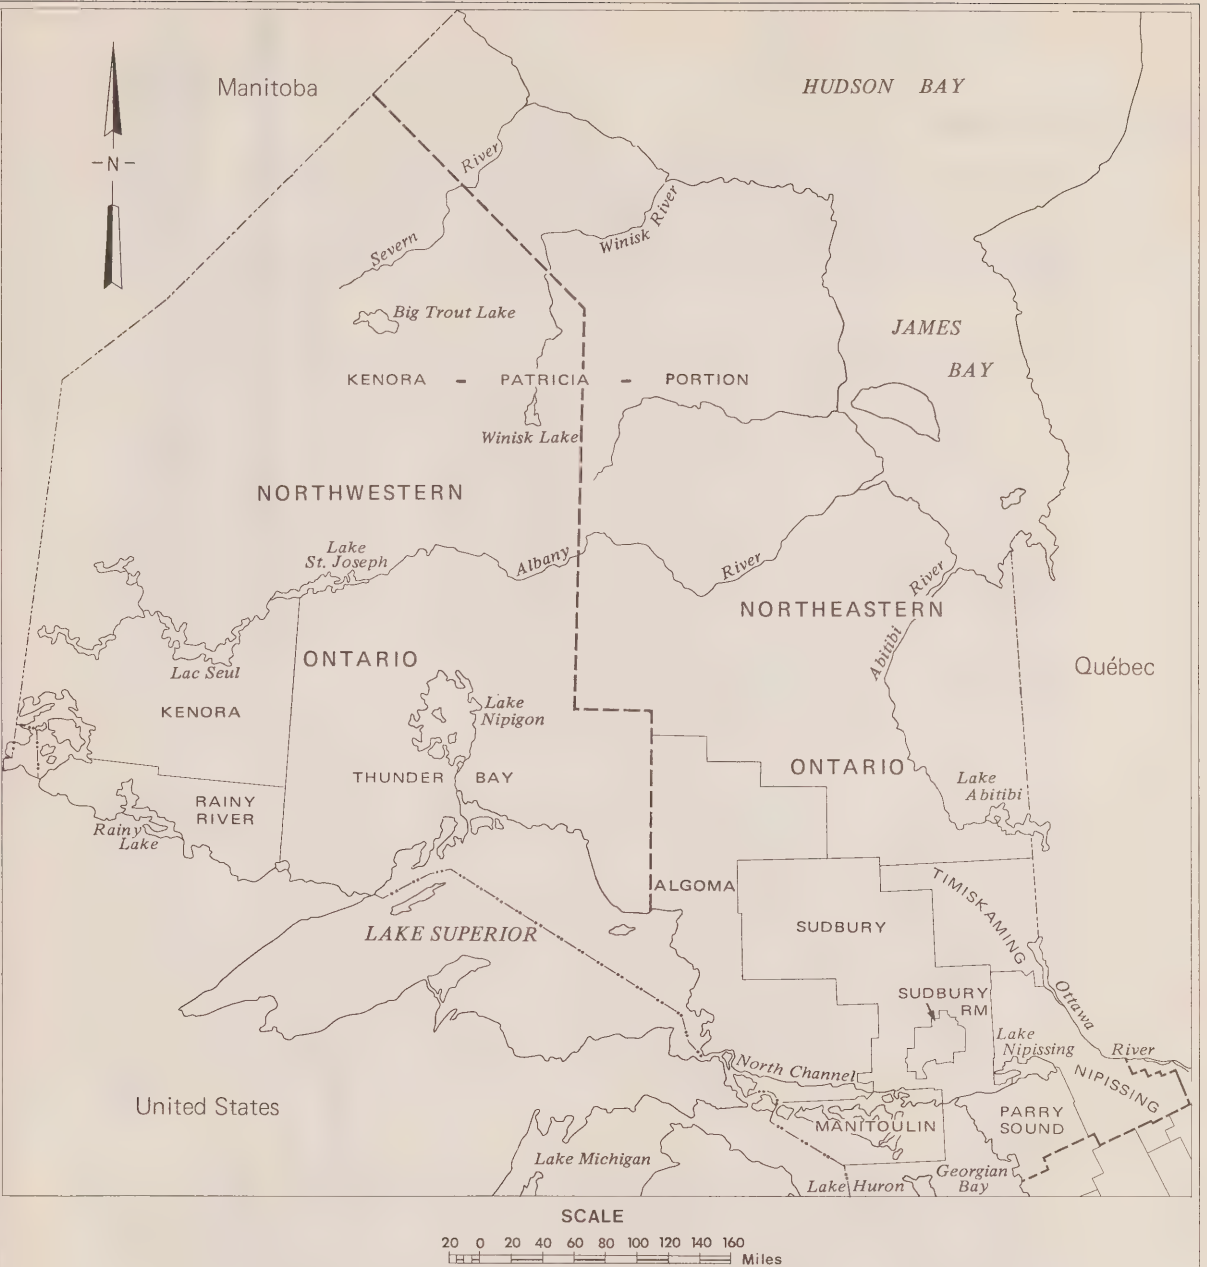 Manitoba
HUDSON BAY
-N-
River
Severn
Winisk River
Big Trout Lake
JAMES
BAY
KENORA - PATRICIA - PORTION
Winisk Lake
NORTHWESTERN
Lake
St. Joseph
Albany
River
River
NORTHEASTERN
Abitibi
ONTARIO
Québec
Lac Seul
KENORA
Lake
Nipigon
THUNDER BAY
ONTARIO
Lake
Abitibi
RAINY
RIVER
Rainy
Lake
ALGOMA
TIMISKAMING
SUDBURY
LAKE SUPERIOR
SUDBURY
RM
Ottawa
River
Lake
Nipissing
North Channel
NIPISSING
United States
PARRY
SOUND
MANITOULIN
Lake Michigan
Georgian
Bay
Lake Huron
SCALE
20 0 20 40 60 80 100 120 140 160
Miles